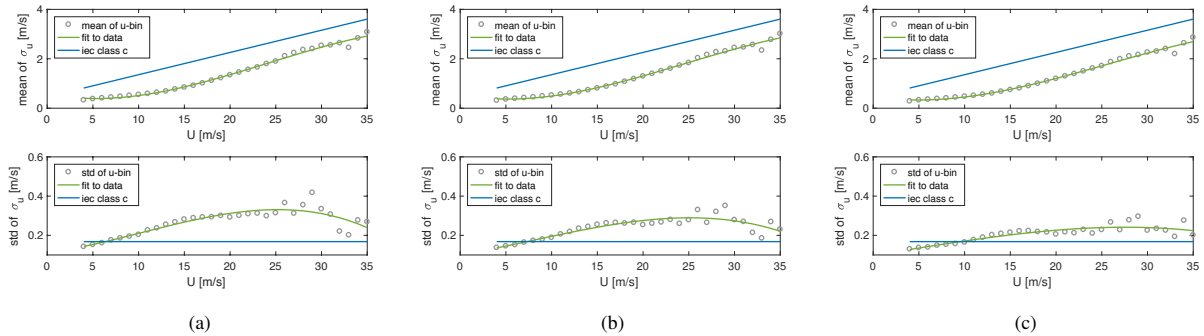 mean of σu [m/s]
4
2
0
mean of u-bin
fit to data
iec class c
0 5 10 15 20 25 30 35
U [m/s]
std of σu [m/s]
0.6
0.4
0.2
std of u-bin
fit to data
iec class c
0 5 10 15 20 25 30 35
U [m/s]
(a)
mean of σu [m/s]
4
2
0
mean of u-bin
fit to data
iec class c
0 5 10 15 20 25 30 35
U [m/s]
std of σu [m/s]
0.6
0.4
0.2
std of u-bin
fit to data
iec class c
0 5 10 15 20 25 30 35
U [m/s]
(b)
mean of σu [m/s]
4
2
0
mean of u-bin
fit to data
iec class c
0 5 10 15 20 25 30 35
U [m/s]
std of σu [m/s]
0.6
0.4
0.2
std of u-bin
fit to data
iec class c
0 5 10 15 20 25 30 35
U [m/s]
(c)